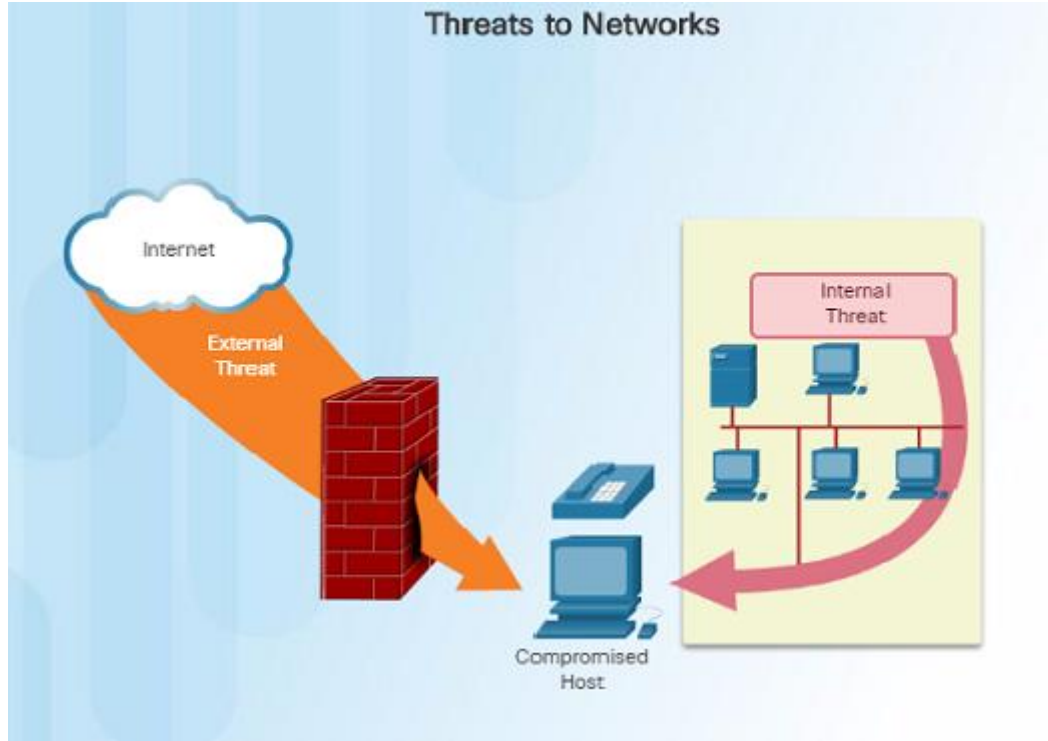 Threats to Networks
Internet
External
Threat
Internal
Threat
Compromised
Host